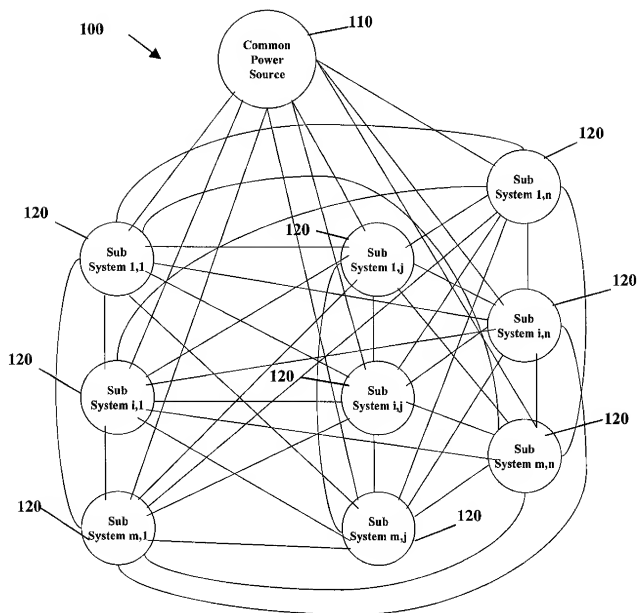 100
110
Common
Power
Source
120
Sub
System 1,n
120
Sub
System 1,1
120
Sub
System 1,j
120
Sub
System i,n
120
Sub
System i,1
120
Sub
System i,j
120
Sub
System m,n
120
Sub
System m,1
120
Sub
System m,j